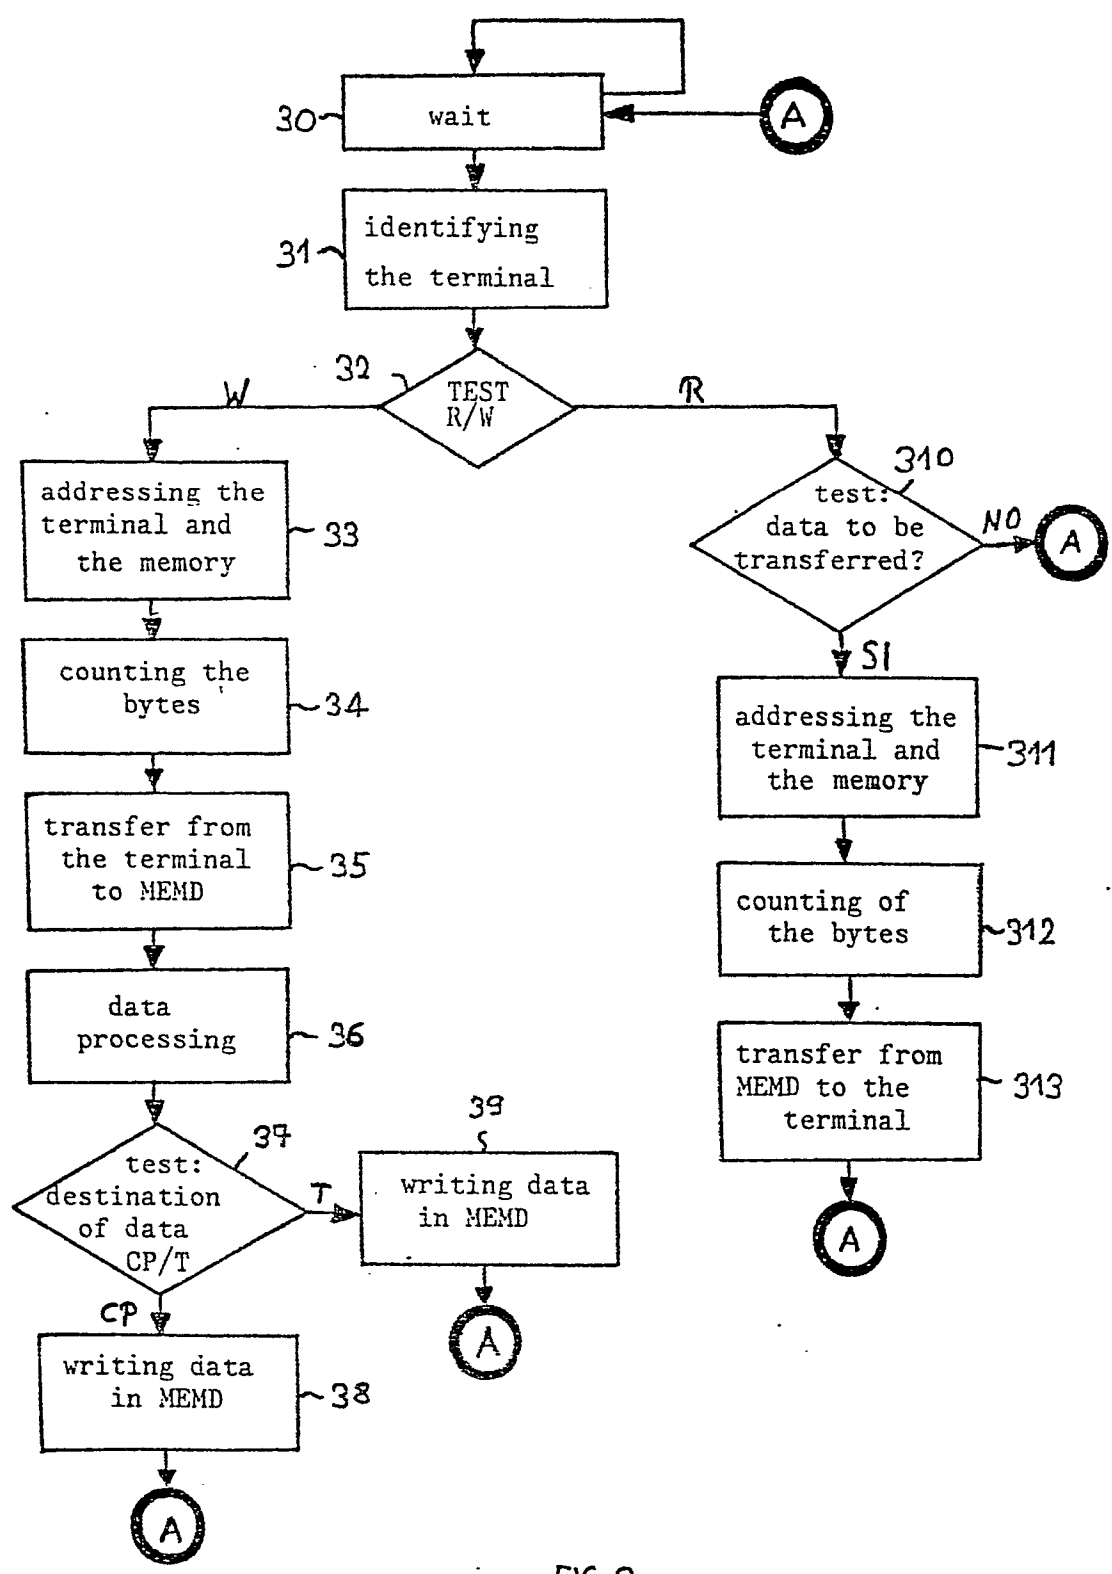 30
wait
A
31
identifying
the terminal
32
TEST
R/W
W
R
33
addressing the
terminal and
the memory
34
counting the
bytes
35
transfer from
the terminal
to MEMD
36
data
processing
37
test:
destination
of data
CP/T
T
39
writing data
in MEMD
A
CP
38
writing data
in MEMD
A
310
test:
data to be
transferred?
NO
A
SI
311
addressing the
terminal and
the memory
312
counting of
the bytes
313
transfer from
MEMD to the
terminal
A